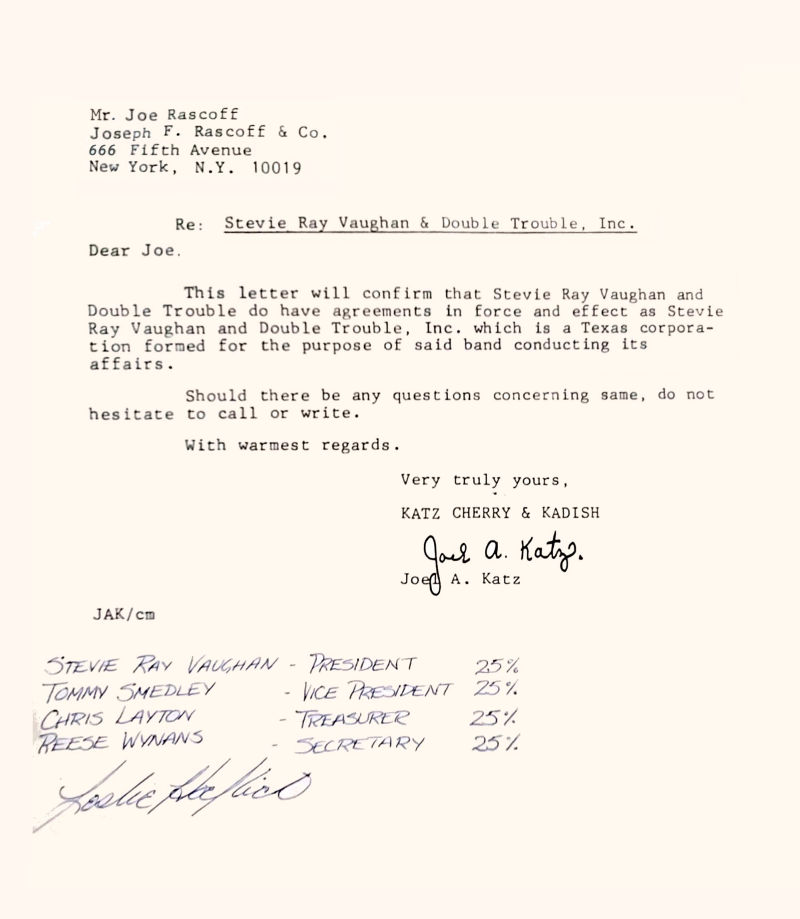 Mr. Joe Rascoff
Joseph F. Rascoff & Co.
666 Fifth Avenue
New York, N.Y. 10019
Re: Stevie Ray Vaughan & Double Trouble, Inc.
Dear Joe.
This letter will confirm that Stevie Ray Vaughan and
Double Trouble do have agreements in force and effect as Stevie
Ray Vaughan and Double Trouble, Inc. which is a Texas corpora-
tion formed for the purpose of said band conducting its
affairs.
Should there be any questions concerning same, do not
hesitate to call or write.
With warmest regards.
Very truly yours,
KATZ CHERRY & KADISH
Joel A. Katz.
Joel A. Katz
JAK/cm
STEVIE RAY VAUGHAN - PRESIDENT 25%
TOMMY SMEDLEY - VICE PRESIDENT 25%
CHRIS LAYTON - TREASURER 25%
REESE WYNANS - SECRETARY 25%
Leslie